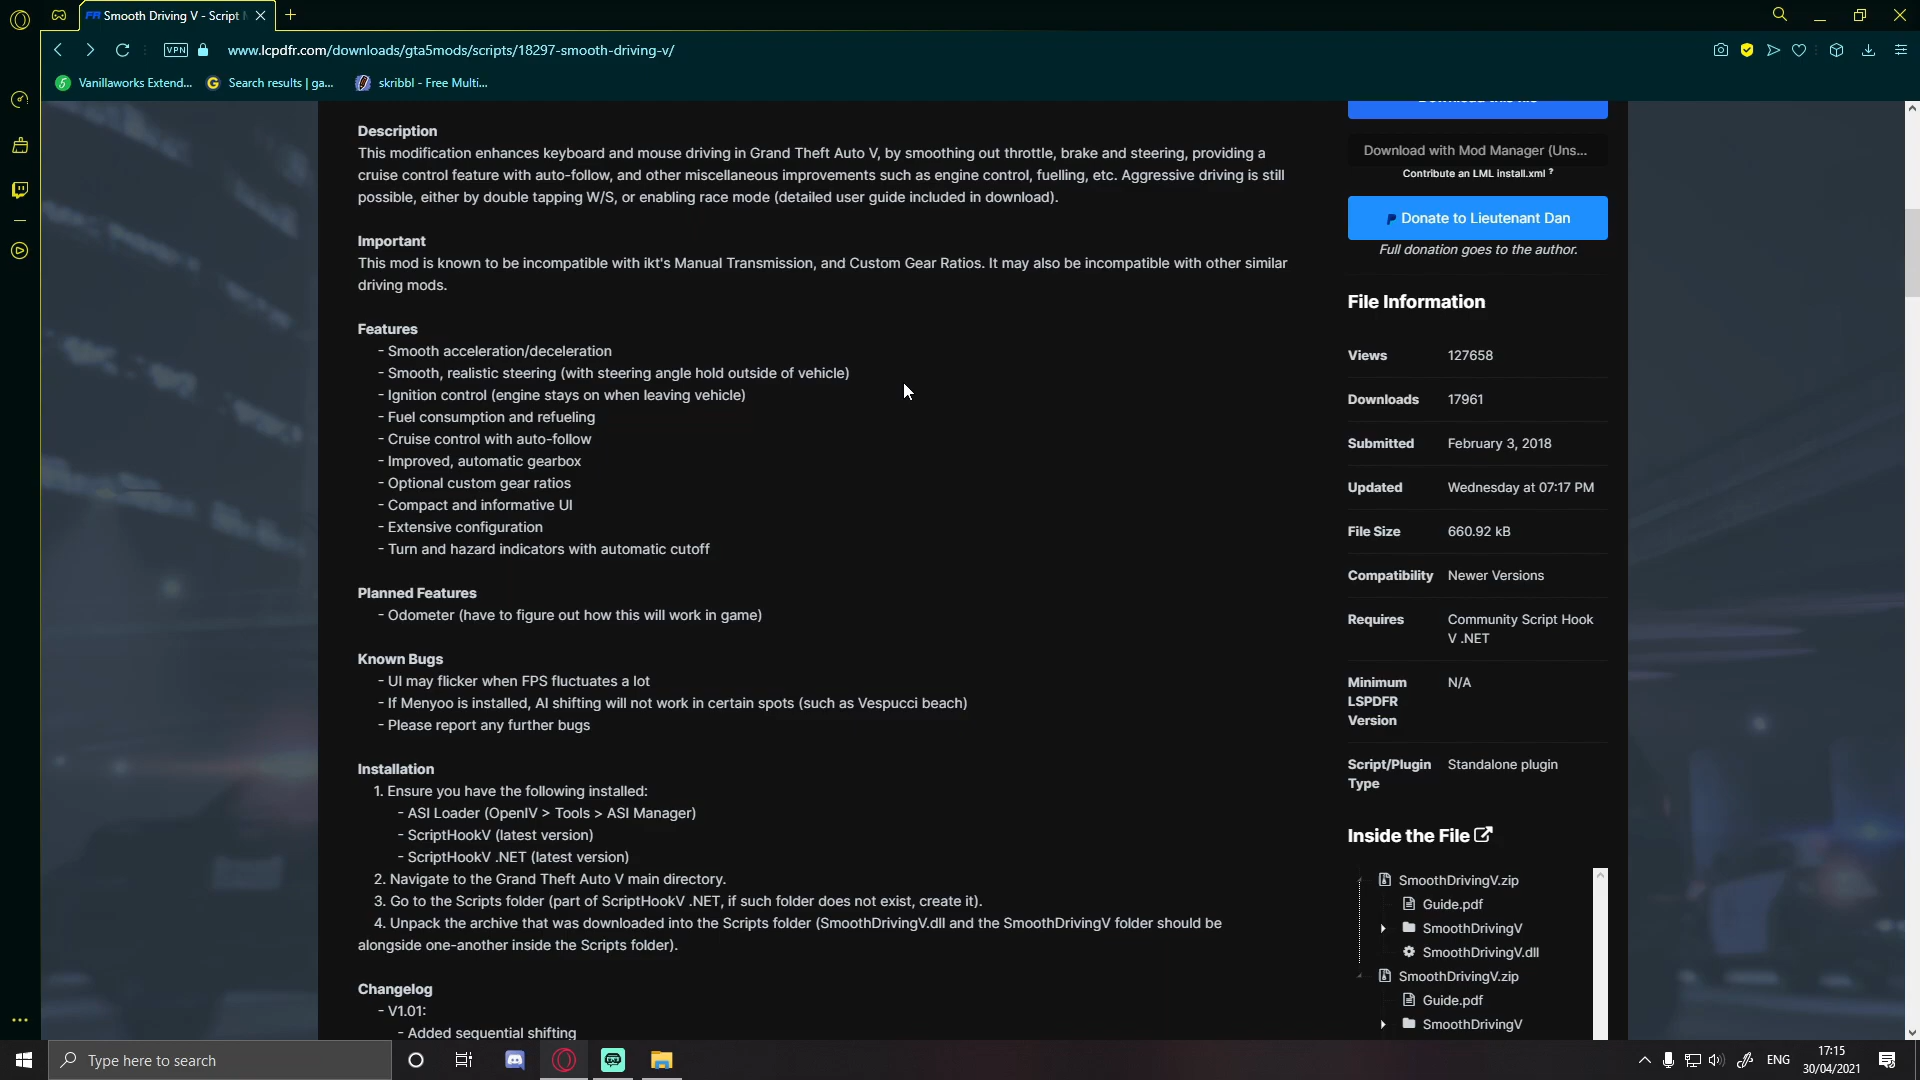 Smooth Driving V - Script M
www.lcpdfr.com/downloads/gta5mods/scripts/18297-smooth-driving-v/
VPN
Vanillaworks Extend...
Search results | ga...
skribbl - Free Multi...
Description
This modification enhances keyboard and mouse driving in Grand Theft Auto V, by smoothing out throttle, brake and steering, providing a
cruise control feature with auto-follow, and other miscellaneous improvements such as engine control, fuelling, etc. Aggressive driving is still
possible, either by double tapping W/S, or enabling race mode (detailed user guide included in download).
Important
This mod is known to be incompatible with ikt's Manual Transmission, and Custom Gear Ratios. It may also be incompatible with other similar
driving mods.
Features
- Smooth acceleration/deceleration
- Smooth, realistic steering (with steering angle hold outside of vehicle)
- Ignition control (engine stays on when leaving vehicle)
- Fuel consumption and refueling
- Cruise control with auto-follow
- Improved, automatic gearbox
- Optional custom gear ratios
- Compact and informative UI
- Extensive configuration
- Turn and hazard indicators with automatic cutoff
Planned Features
- Odometer (have to figure out how this will work in game)
Known Bugs
- UI may flicker when FPS fluctuates a lot
- If Menyoo is installed, AI shifting will not work in certain spots (such as Vespucci beach)
- Please report any further bugs
Installation
1. Ensure you have the following installed:
- ASI Loader (OpenIV > Tools > ASI Manager)
- ScriptHookV (latest version)
- ScriptHookV .NET (latest version)
2. Navigate to the Grand Theft Auto V main directory.
3. Go to the Scripts folder (part of ScriptHookV .NET, if such folder does not exist, create it).
4. Unpack the archive that was downloaded into the Scripts folder (SmoothDrivingV.dll and the SmoothDrivingV folder should be
alongside one-another inside the Scripts folder).
Changelog
- V1.01:
- Added sequential shifting
Download this file
Download with Mod Manager (Uns...
Contribute an LML install.xml ?
Donate to Lieutenant Dan
Full donation goes to the author.
File Information
Views 127658
Downloads 17961
Submitted February 3, 2018
Updated Wednesday at 07:17 PM
File Size 660.92 kB
Compatibility Newer Versions
Requires Community Script Hook
V .NET
Minimum N/A
LSPDFR
Version
Script/Plugin Standalone plugin
Type
Inside the File
SmoothDrivingV.zip
Guide.pdf
SmoothDrivingV
SmoothDrivingV.dll
SmoothDrivingV.zip
Guide.pdf
SmoothDrivingV
Type here to search
ENG
17:15
30/04/2021